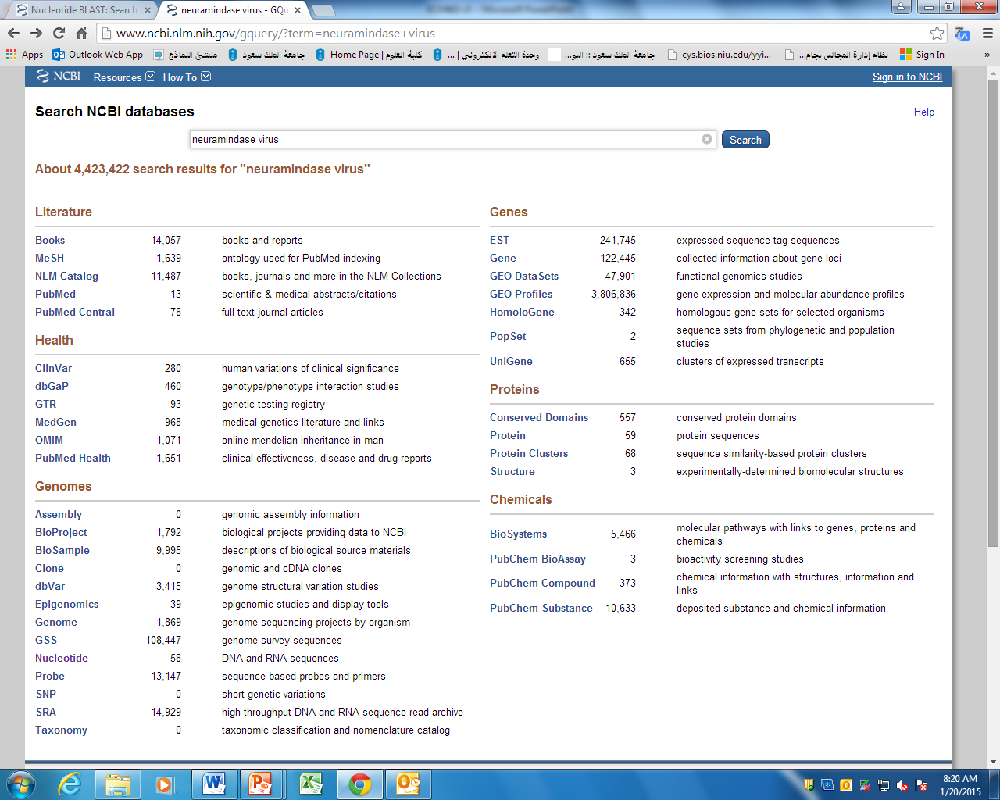 Nucleotide BLAST: Search
neuramindase virus - GQu
www.ncbi.nlm.nih.gov/gquery/?term=neuramindase+virus
Apps Outlook Web App منشئ النماذج جامعة الملك سعود Home Page | كلية العلوم ... | وحدة التعلم الالكتروني جامعة الملك سعود :: البو... cys.bios.niu.edu/yyi... نظام إدارة المجالس بجام... Sign In »
NCBI Resources How To Sign in to NCBI
Search NCBI databases Help
neuramindase virus Search
About 4,423,422 search results for "neuramindase virus"
Literature
Books 14,057 books and reports
MeSH 1,639 ontology used for PubMed indexing
NLM Catalog 11,487 books, journals and more in the NLM Collections
PubMed 13 scientific & medical abstracts/citations
PubMed Central 78 full-text journal articles
Health
ClinVar 280 human variations of clinical significance
dbGaP 460 genotype/phenotype interaction studies
GTR 93 genetic testing registry
MedGen 968 medical genetics literature and links
OMIM 1,071 online mendelian inheritance in man
PubMed Health 1,651 clinical effectiveness, disease and drug reports
Genomes
Assembly 0 genomic assembly information
BioProject 1,792 biological projects providing data to NCBI
BioSample 9,995 descriptions of biological source materials
Clone 0 genomic and cDNA clones
dbVar 3,415 genome structural variation studies
Epigenomics 39 epigenomic studies and display tools
Genome 1,869 genome sequencing projects by organism
GSS 108,447 genome survey sequences
Nucleotide 58 DNA and RNA sequences
Probe 13,147 sequence-based probes and primers
SNP 0 short genetic variations
SRA 14,929 high-throughput DNA and RNA sequence read archive
Taxonomy 0 taxonomic classification and nomenclature catalog
Genes
EST 241,745 expressed sequence tag sequences
Gene 122,445 collected information about gene loci
GEO DataSets 47,901 functional genomics studies
GEO Profiles 3,806,836 gene expression and molecular abundance profiles
HomoloGene 342 homologous gene sets for selected organisms
PopSet 2 sequence sets from phylogenetic and population
studies
UniGene 655 clusters of expressed transcripts
Proteins
Conserved Domains 557 conserved protein domains
Protein 59 protein sequences
Protein Clusters 68 sequence similarity-based protein clusters
Structure 3 experimentally-determined biomolecular structures
Chemicals
BioSystems 5,466 molecular pathways with links to genes, proteins and
chemicals
PubChem BioAssay 3 bioactivity screening studies
PubChem Compound 373 chemical information with structures, information and
links
PubChem Substance 10,633 deposited substance and chemical information
8:20 AM
1/20/2015